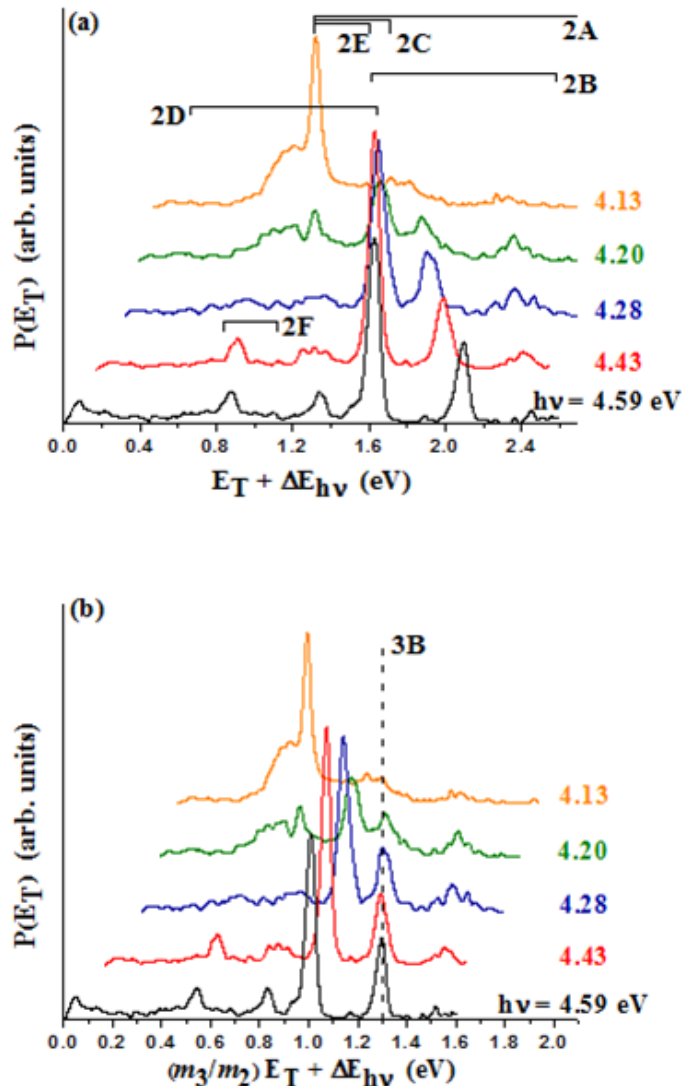 (a)
2A
2E 2C
2B
2D
4.13
4.20
4.28
2F
4.43
hν = 4.59 eV
P(E_T) (arb. units)
0.0 0.4 0.8 1.2 1.6 2.0 2.4
E_T + ΔE_hν (eV)
(b)
3B
4.13
4.20
4.28
4.43
hν = 4.59 eV
P(E_T) (arb. units)
0.0 0.2 0.4 0.6 0.8 1.0 1.2 1.4 1.6 1.8 2.0
(m_3/m_2) E_T + ΔE_hν (eV)